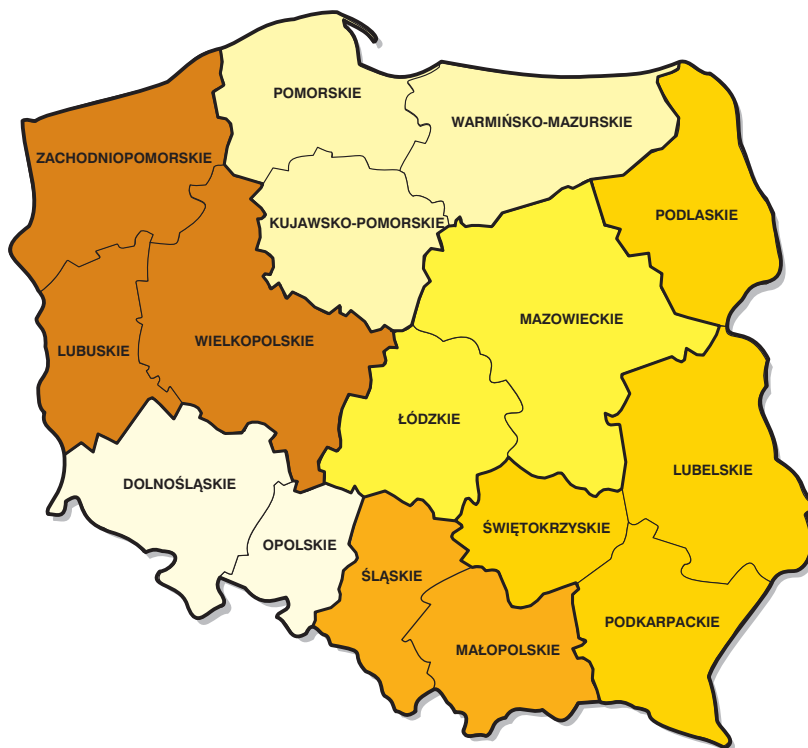 POMORSKIE
WARMIŃSKO-MAZURSKIE
ZACHODNIOPOMORSKIE
KUJAWSKO-POMORSKIE
PODLASKIE
MAZOWIECKIE
WIELKOPOLSKIE
LUBUSKIE
ŁÓDZKIE
LUBELSKIE
DOLNOŚLĄSKIE
ŚWIĘTOKRZYSKIE
OPOLSKIE
ŚLĄSKIE
PODKARPACKIE
MAŁOPOLSKIE